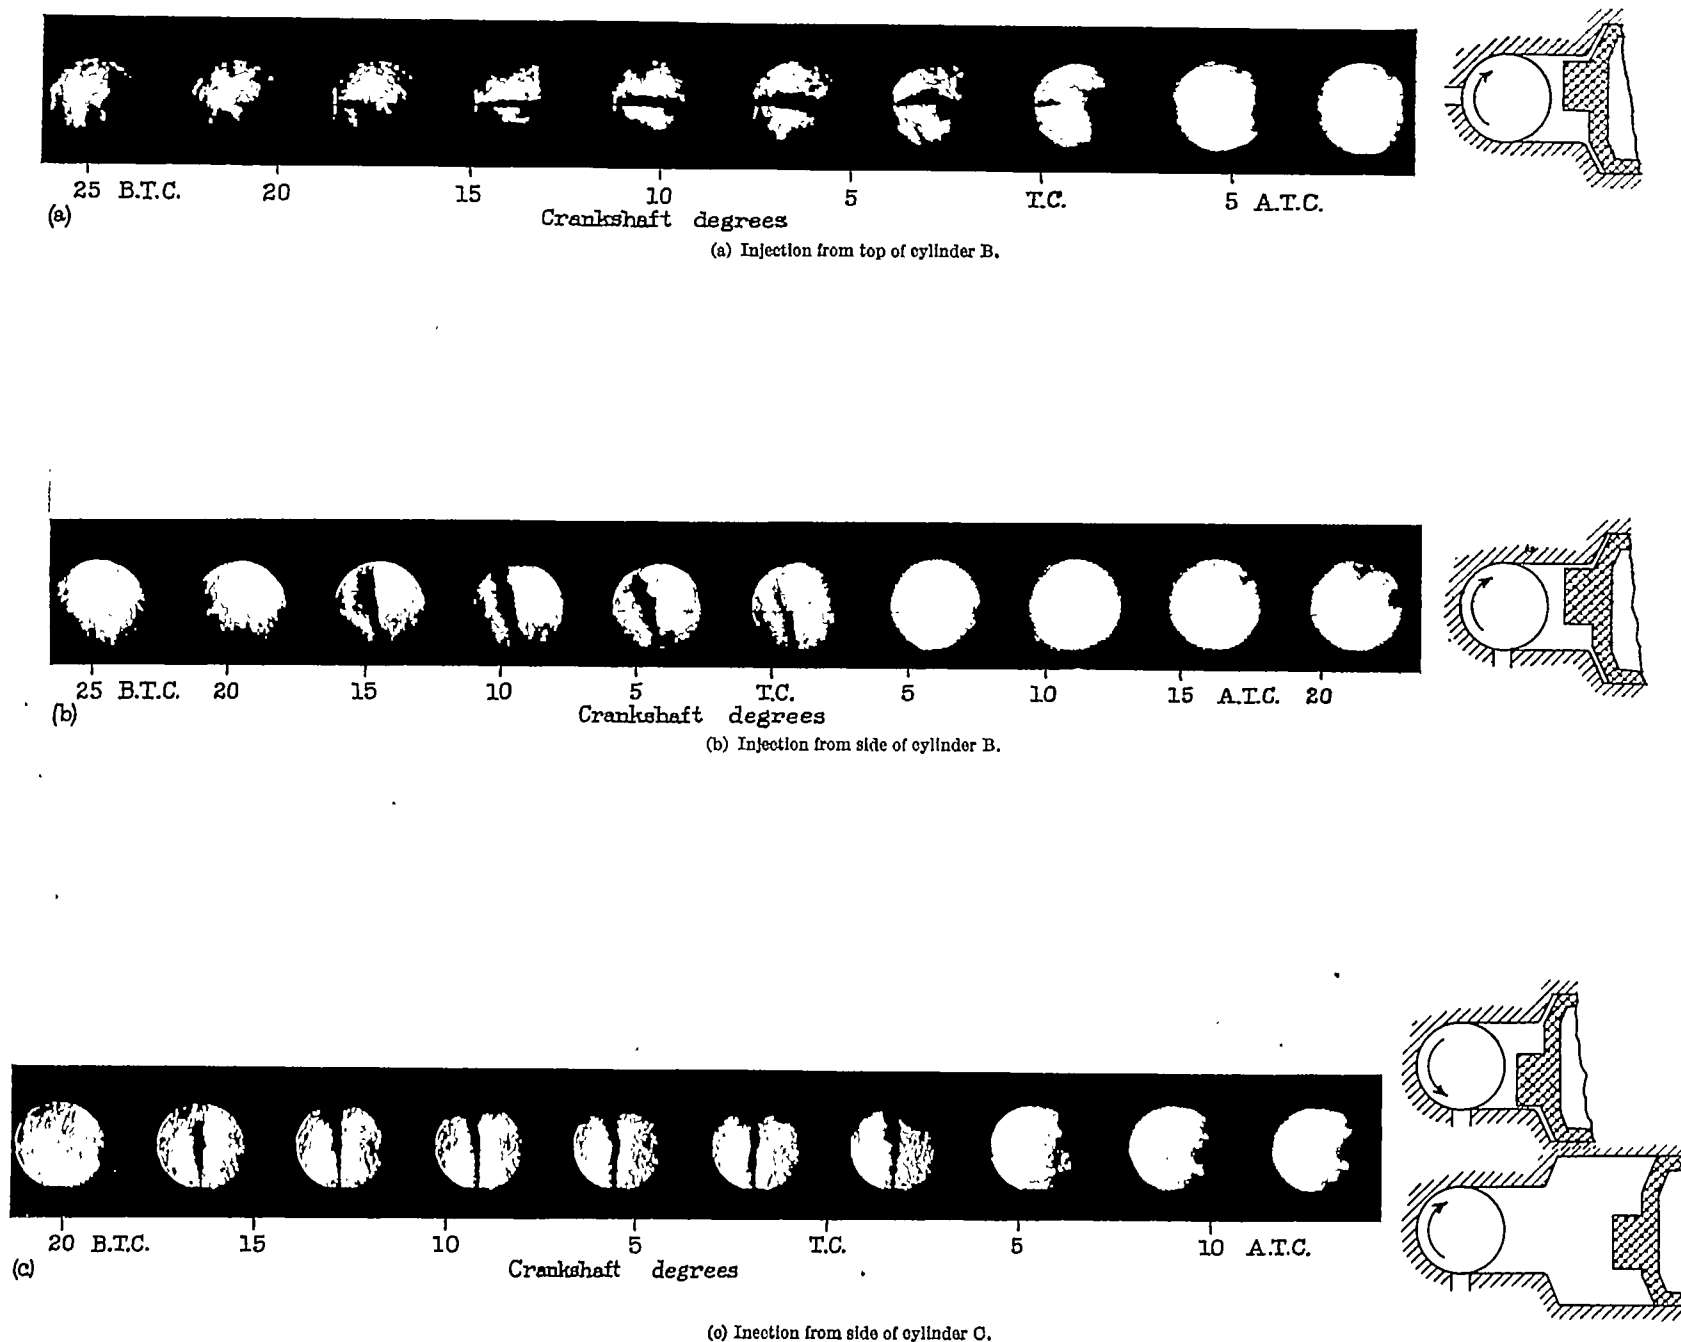 25 B.T.C. 20 15 10 5 T.C. 5 A.T.C.
(a)
Crankshaft degrees
(a) Injection from top of cylinder B.
25 B.T.C. 20 15 10 5 T.C. 5 10 15 A.T.C. 20
(b)
Crankshaft degrees
(b) Injection from side of cylinder B.
20 B.T.C. 15 10 5 T.C. 5 10 A.T.C.
(c)
Crankshaft degrees
(c) Inection from side of cylinder C.